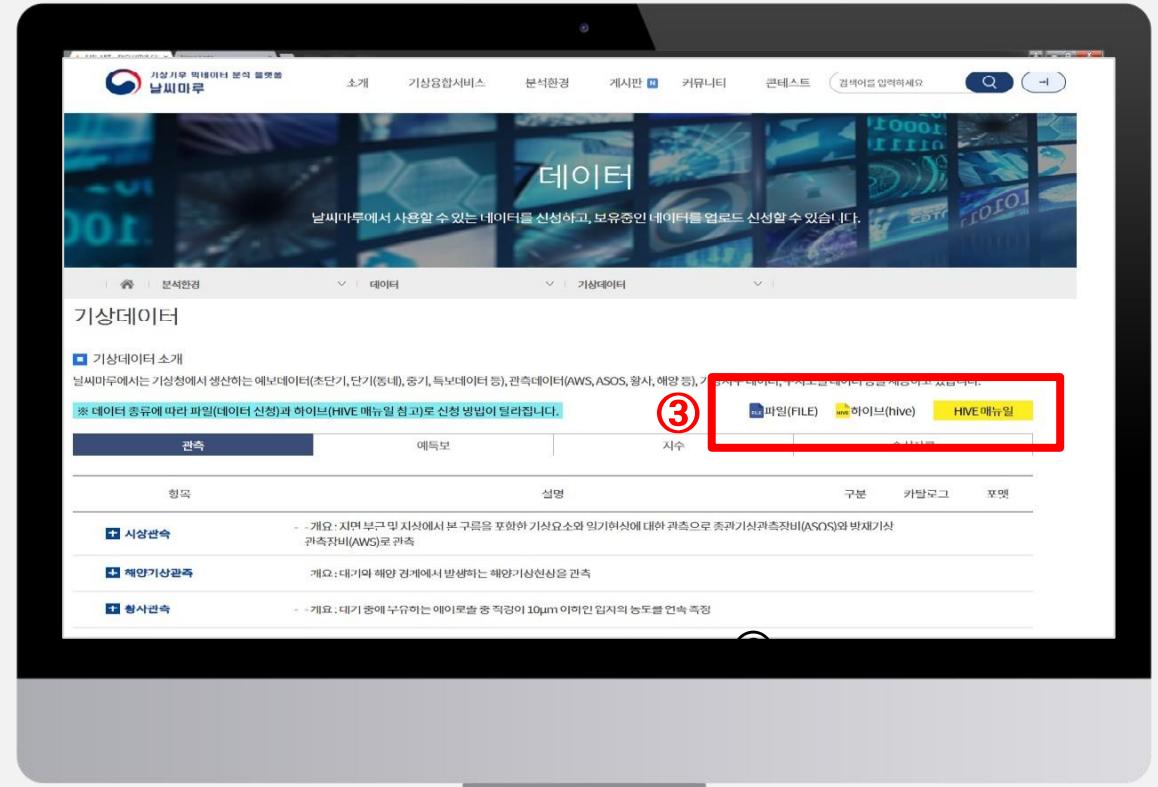 기상기후 빅데이터 분석 플랫폼
날씨마루
소개 기상융합서비스 분석환경 게시판 N 커뮤니티 콘테스트 검색어를 입력하세요
데이터
날씨마루에서 사용할 수 있는 데이터를 신청하고, 보유중인 데이터를 업로드 신청할 수 있습니다.
분석환경 데이터 기상데이터
기상데이터
기상데이터 소개
날씨마루에서는 기상청에서 생산하는 예보데이터(초단기, 단기(동네), 중기, 특보데이터 등), 관측데이터(AWS, ASOS, 황사, 해양 등),
※ 데이터 종류에 따라 파일(데이터 신청)과 하이브(HIVE 매뉴얼 참고)로 신청 방법이 달라집니다.
③ FILE 파일(FILE) HIVE 하이브(hive) HIVE 매뉴얼
관측 예특보 지수
항목 설명 구분 카탈로그 포맷
지상관측 - - 개요 : 지면 부근 및 지상에서 본 구름을 포함한 기상요소와 일기현상에 대한 관측으로 종관기상관측장비(ASOS)와 방재기상
관측장비(AWS)로 관측
해양기상관측 개요 : 대기와 해양 경계에서 발생하는 해양기상현상을 관측
황사관측 - - 개요 : 대기 중에 부유하는 에어로졸 중 직경이 10μm 이하인 입자의 농도를 연속 측정